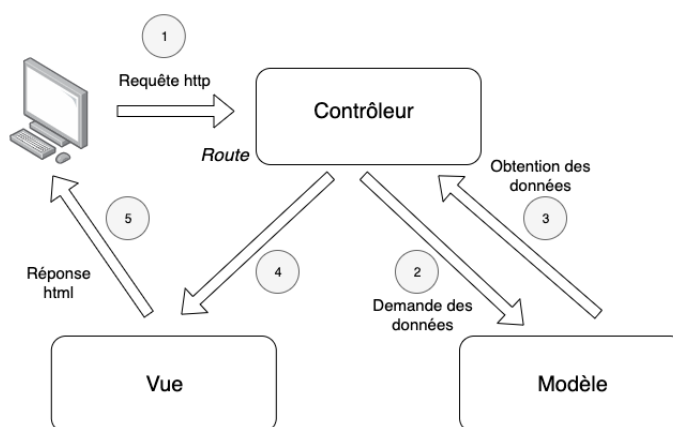 1
Requête http
Contrôleur
Route
Obtention des
données
3
5
4
2
Réponse
html
Demande des
données
Vue
Modèle